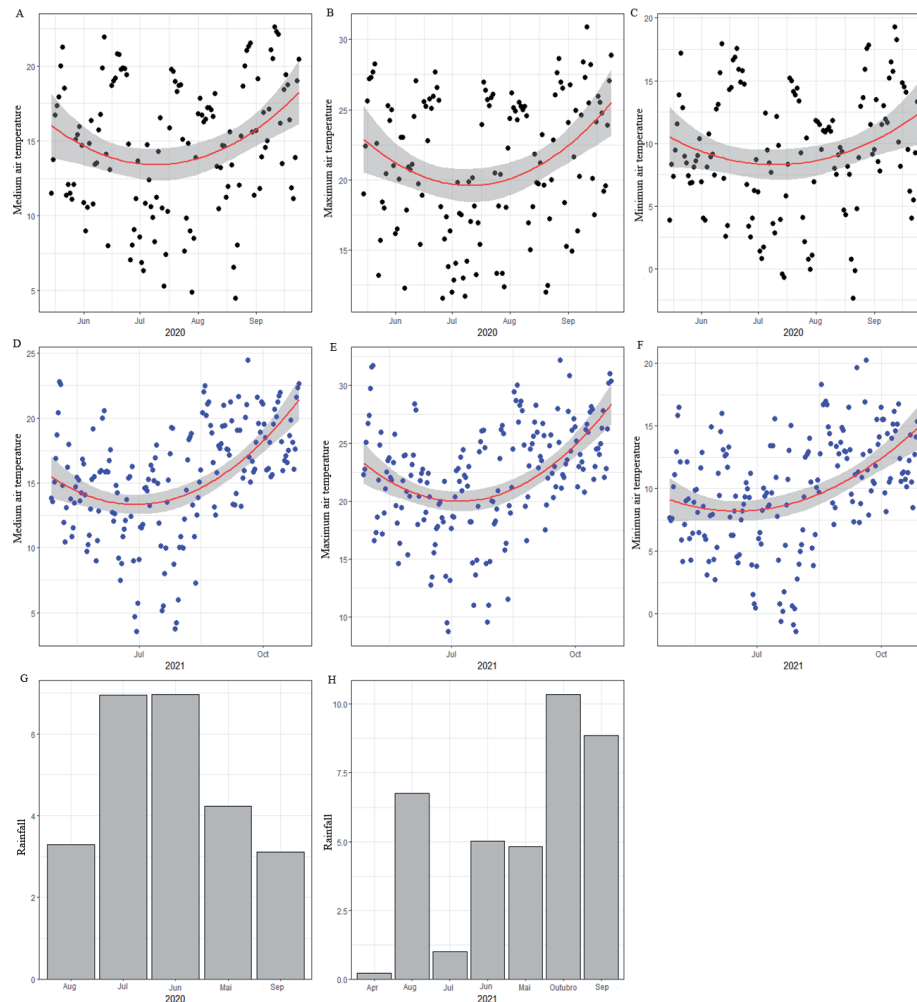 A
Medium air temperature
20
15
10
5
Jun
Jul
Aug
Sep
2020
B
Maximum air temperature
30
25
20
15
Jun
Jul
Aug
Sep
2020
C
Minimum air temperature
20
15
10
5
0
Jun
Jul
Aug
Sep
2020
D
Medium air temperature
25
20
15
10
5
Jul
Oct
2021
E
Maximum air temperature
30
25
20
15
10
Jul
Oct
2021
F
Minimum air temperature
20
15
10
5
0
Jul
Oct
2021
G
Rainfall
6
4
2
0
Aug
Jul
Jun
Mai
Sep
2020
H
Rainfall
10.0
7.5
5.0
2.5
0.0
Apr
Aug
Jul
Jun
Mai
Outubro
Sep
2021